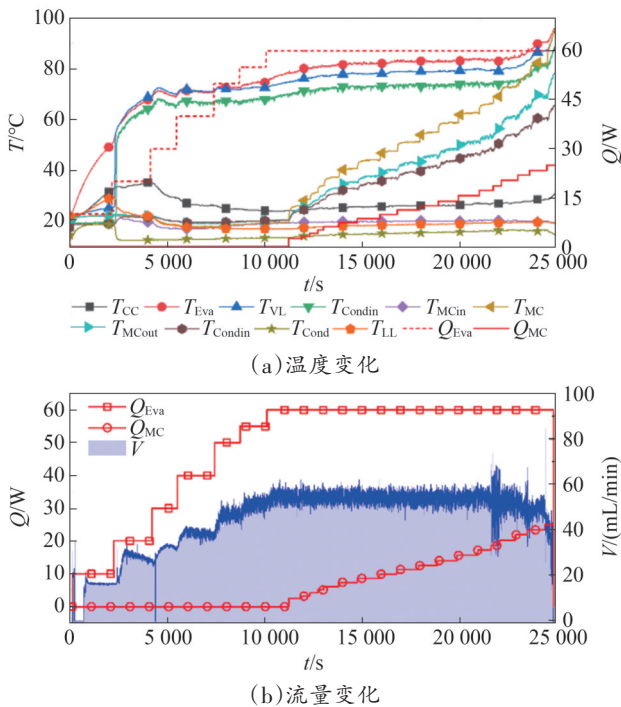 100
80
60
40
20
T/°C
60
45
30
15
0
Q/W
0
5 000
10 000
15 000
20 000
25 000
t/s
T_CC T_Eva T_VL T_Condin T_MCin T_MC
T_MCout T_Condin T_Cond T_LL Q_Eva Q_MC
(a)温度变化
60
50
40
30
20
10
0
Q/W
Q_Eva
Q_MC
V
100
80
60
40
20
0
V/(mL/min)
0
5 000
10 000
15 000
20 000
25 000
t/s
(b)流量变化